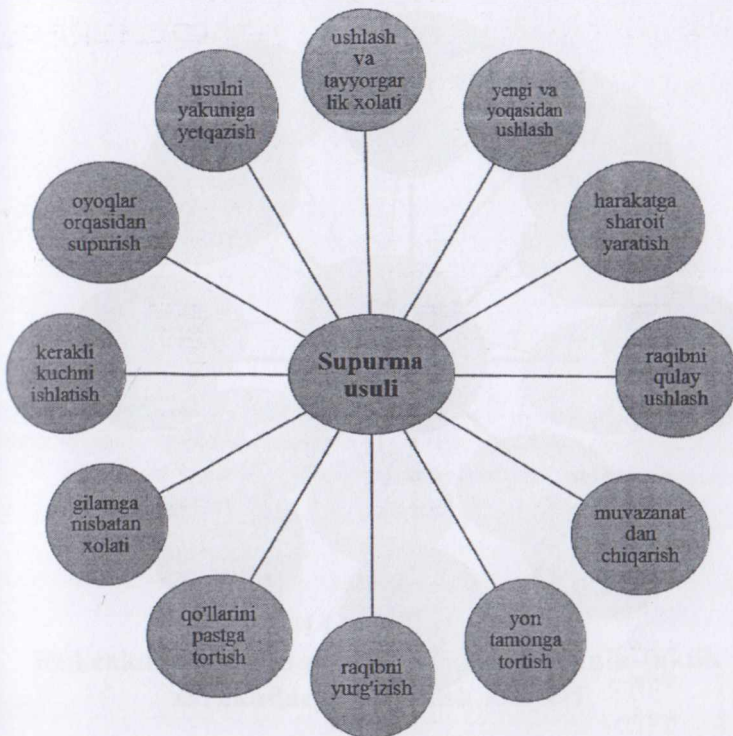 ushlash
va
tayyorgar
lik xolati
yengi va
yoqasidan
ushlash
harakatga
sharoit
yaratish
raqibni
qulay
ushlash
muvazanat
dan
chiqarish
yon
tamonga
tortish
raqibni
yurg'izish
qo'llarini
pastga
tortish
gilamga
nisbatan
xolati
kerakli
kuchni
ishlatish
oyoqlar
orqasidan
supurish
usulni
yakuniga
yetqazish
Supurma
usuli